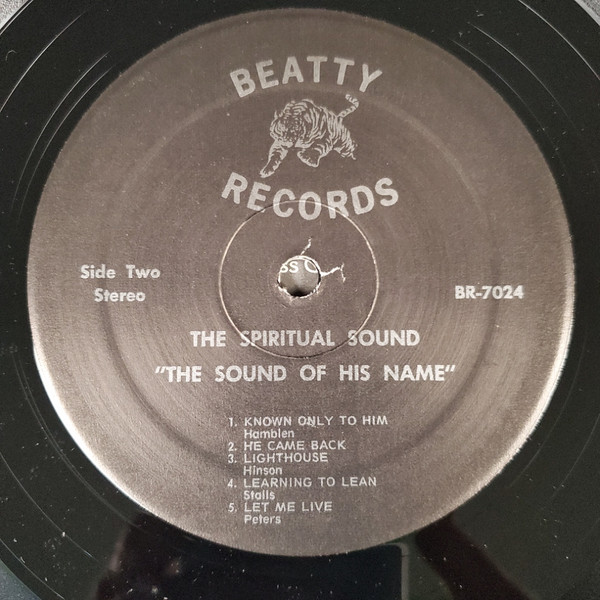 BEATTY
RECORDS
Side Two
Stereo
BR-7024
THE SPIRITUAL SOUND
"THE SOUND OF HIS NAME"
1. KNOWN ONLY TO HIM
Hamblen
2. HE CAME BACK
3. LIGHTHOUSE
Hinson
4. LEARNING TO LEAN
Stalls
5. LET ME LIVE
Peters